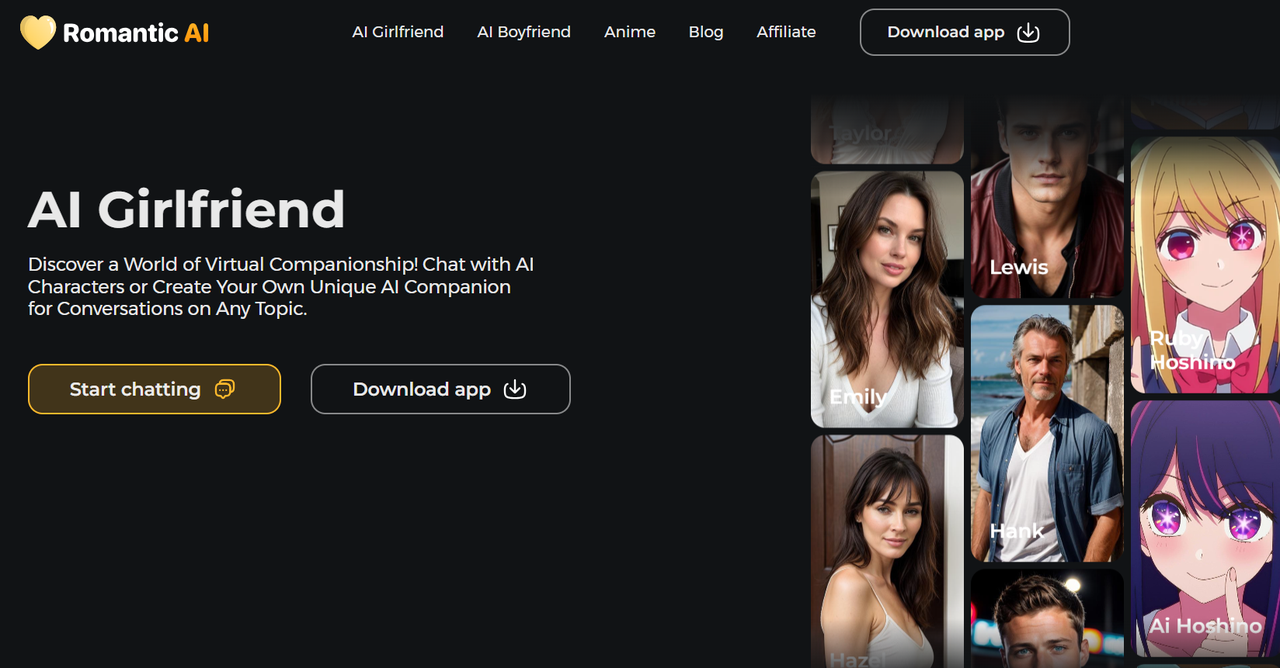 Romantic AI
AI Girlfriend
AI Boyfriend
Anime
Blog
Affiliate
Download app
AI Girlfriend
Discover a World of Virtual Companionship! Chat with AI
Characters or Create Your Own Unique AI Companion
for Conversations on Any Topic.
Start chatting
Download app
Taylor
Emily
Hazel
Lewis
Hank
Ruby
Hoshino
Ai Hoshino